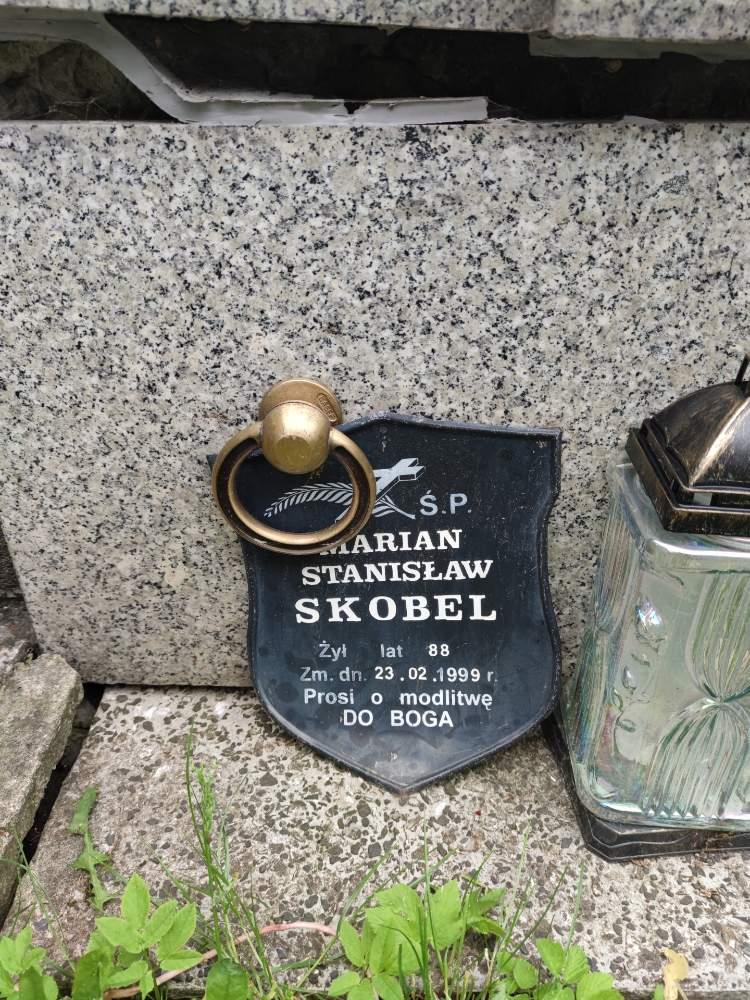 Ś.P.
MARIAN
STANISŁAW
SKOBEL
Żył lat 88
Zm. dn. 23.02.1999 r.
Prosi o modlitwę
DO BOGA